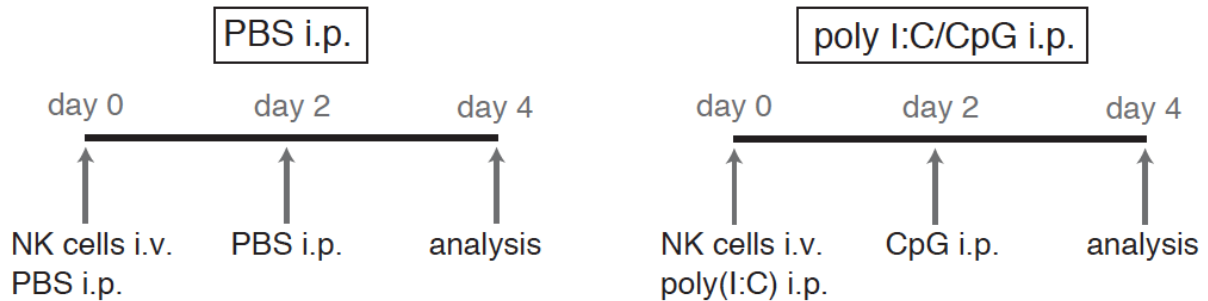 PBS i.p.
day 0 day 2 day 4
NK cells i.v. PBS i.p. analysis
PBS i.p.
poly I:C/CpG i.p.
day 0 day 2 day 4
NK cells i.v. CpG i.p. analysis
poly(I:C) i.p.